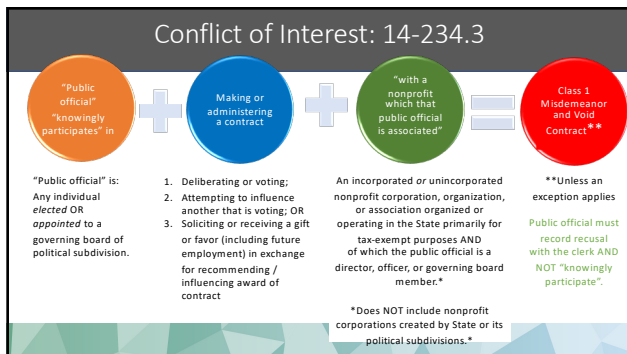 Conflict of Interest: 14-234.3
“Public
official”
“knowingly
participates” in
Making or
administering
a contract
“with a
nonprofit
which that
public official
is associated”
Class 1
Misdemeanor
and Void
Contract**
“Public official” is:
Any individual
elected OR
appointed to a
governing board of
political subdivision.
1. Deliberating or voting;
2. Attempting to influence
another that is voting; OR
3. Soliciting or receiving a gift
or favor (including future
employment) in exchange
for recommending /
influencing award of
contract
An incorporated or unincorporated
nonprofit corporation, organization,
or association organized or
operating in the State primarily for
tax-exempt purposes AND
of which the public official is a
director, officer, or governing board
member.*
*Does NOT include nonprofit
corporations created by State or its
political subdivisions.*
**Unless an
exception applies
Public official must
record recusal
with the clerk AND
NOT “knowingly
participate”.